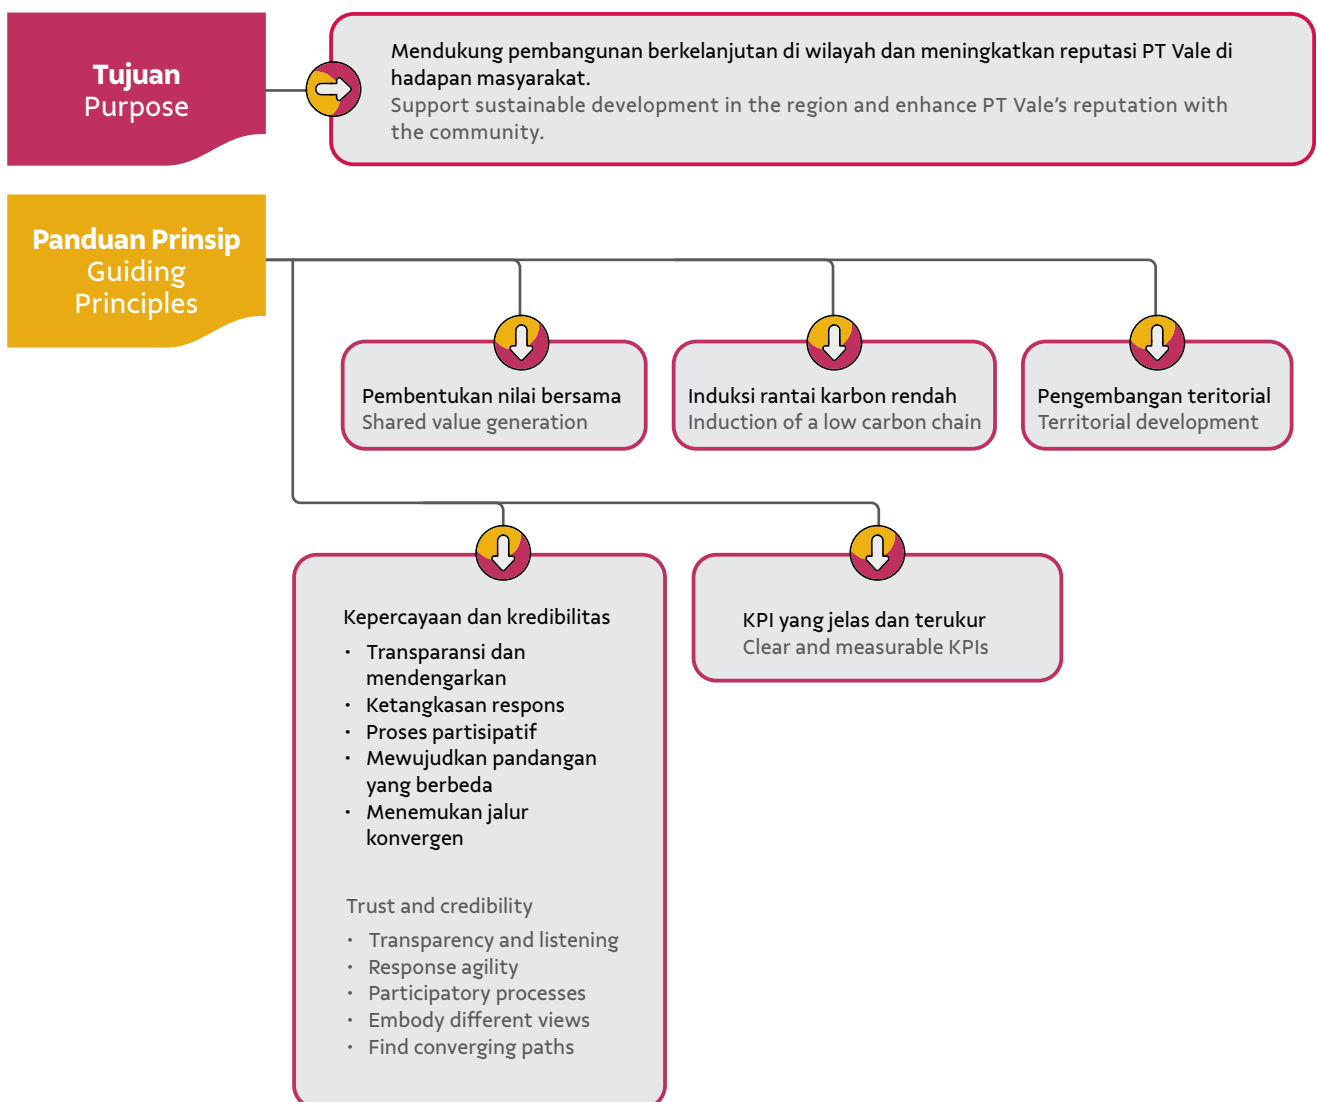 Tujuan
Purpose
Mendukung pembangunan berkelanjutan di wilayah dan meningkatkan reputasi PT Vale di
hadapan masyarakat.
Support sustainable development in the region and enhance PT Vale’s reputation with
the community.
Panduan Prinsip
Guiding
Principles
Pembentukan nilai bersama
Shared value generation
Induksi rantai karbon rendah
Induction of a low carbon chain
Pengembangan teritorial
Territorial development
Kepercayaan dan kredibilitas
• Transparansi dan
mendengarkan
• Ketangkasan respons
• Proses partisipatif
• Mewujudkan pandangan
yang berbeda
• Menemukan jalur
konvergen
Trust and credibility
• Transparency and listening
• Response agility
• Participatory processes
• Embody different views
• Find converging paths
KPI yang jelas dan terukur
Clear and measurable KPIs